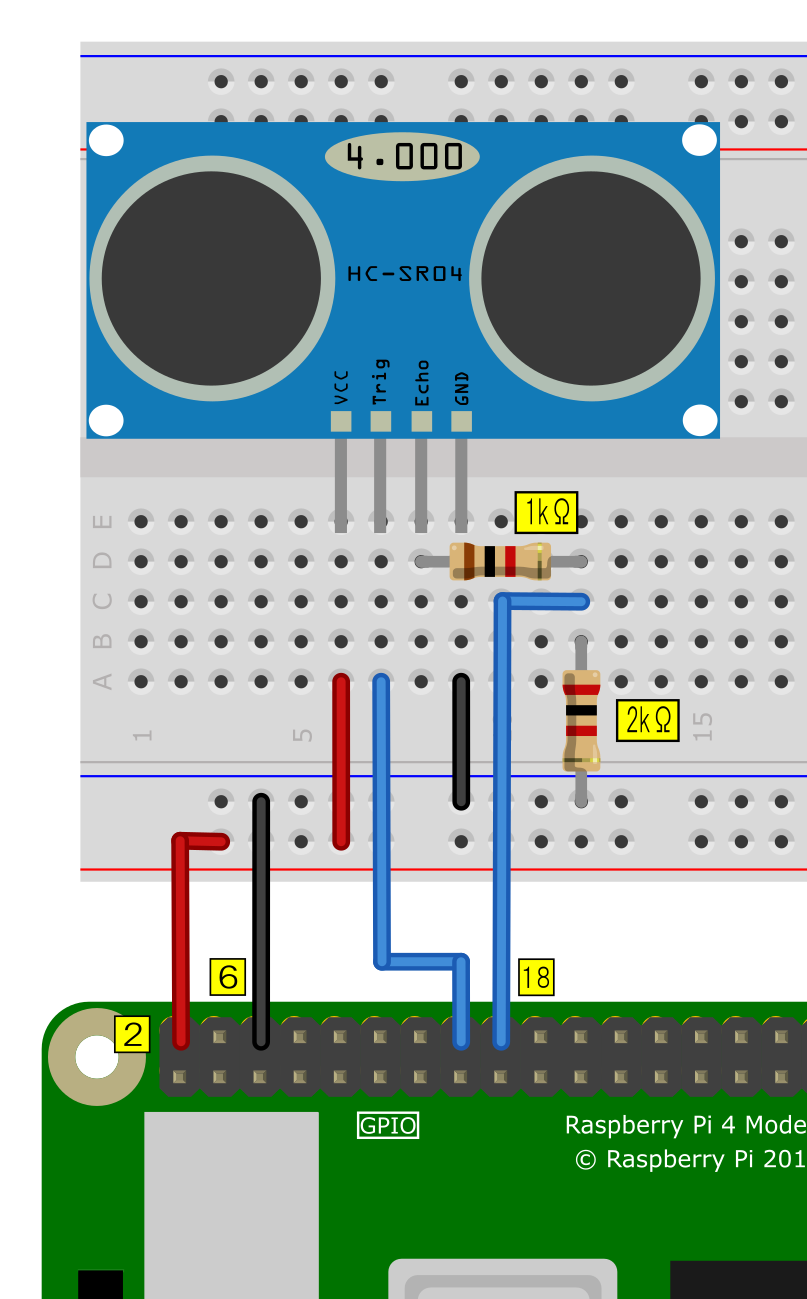 4.000
HC-SR04
VCC
Trig
Echo
GND
1kΩ
E
D
C
B
A
2kΩ
1
5
15
6
18
2
GPIO
Raspberry Pi 4 Mode
© Raspberry Pi 201